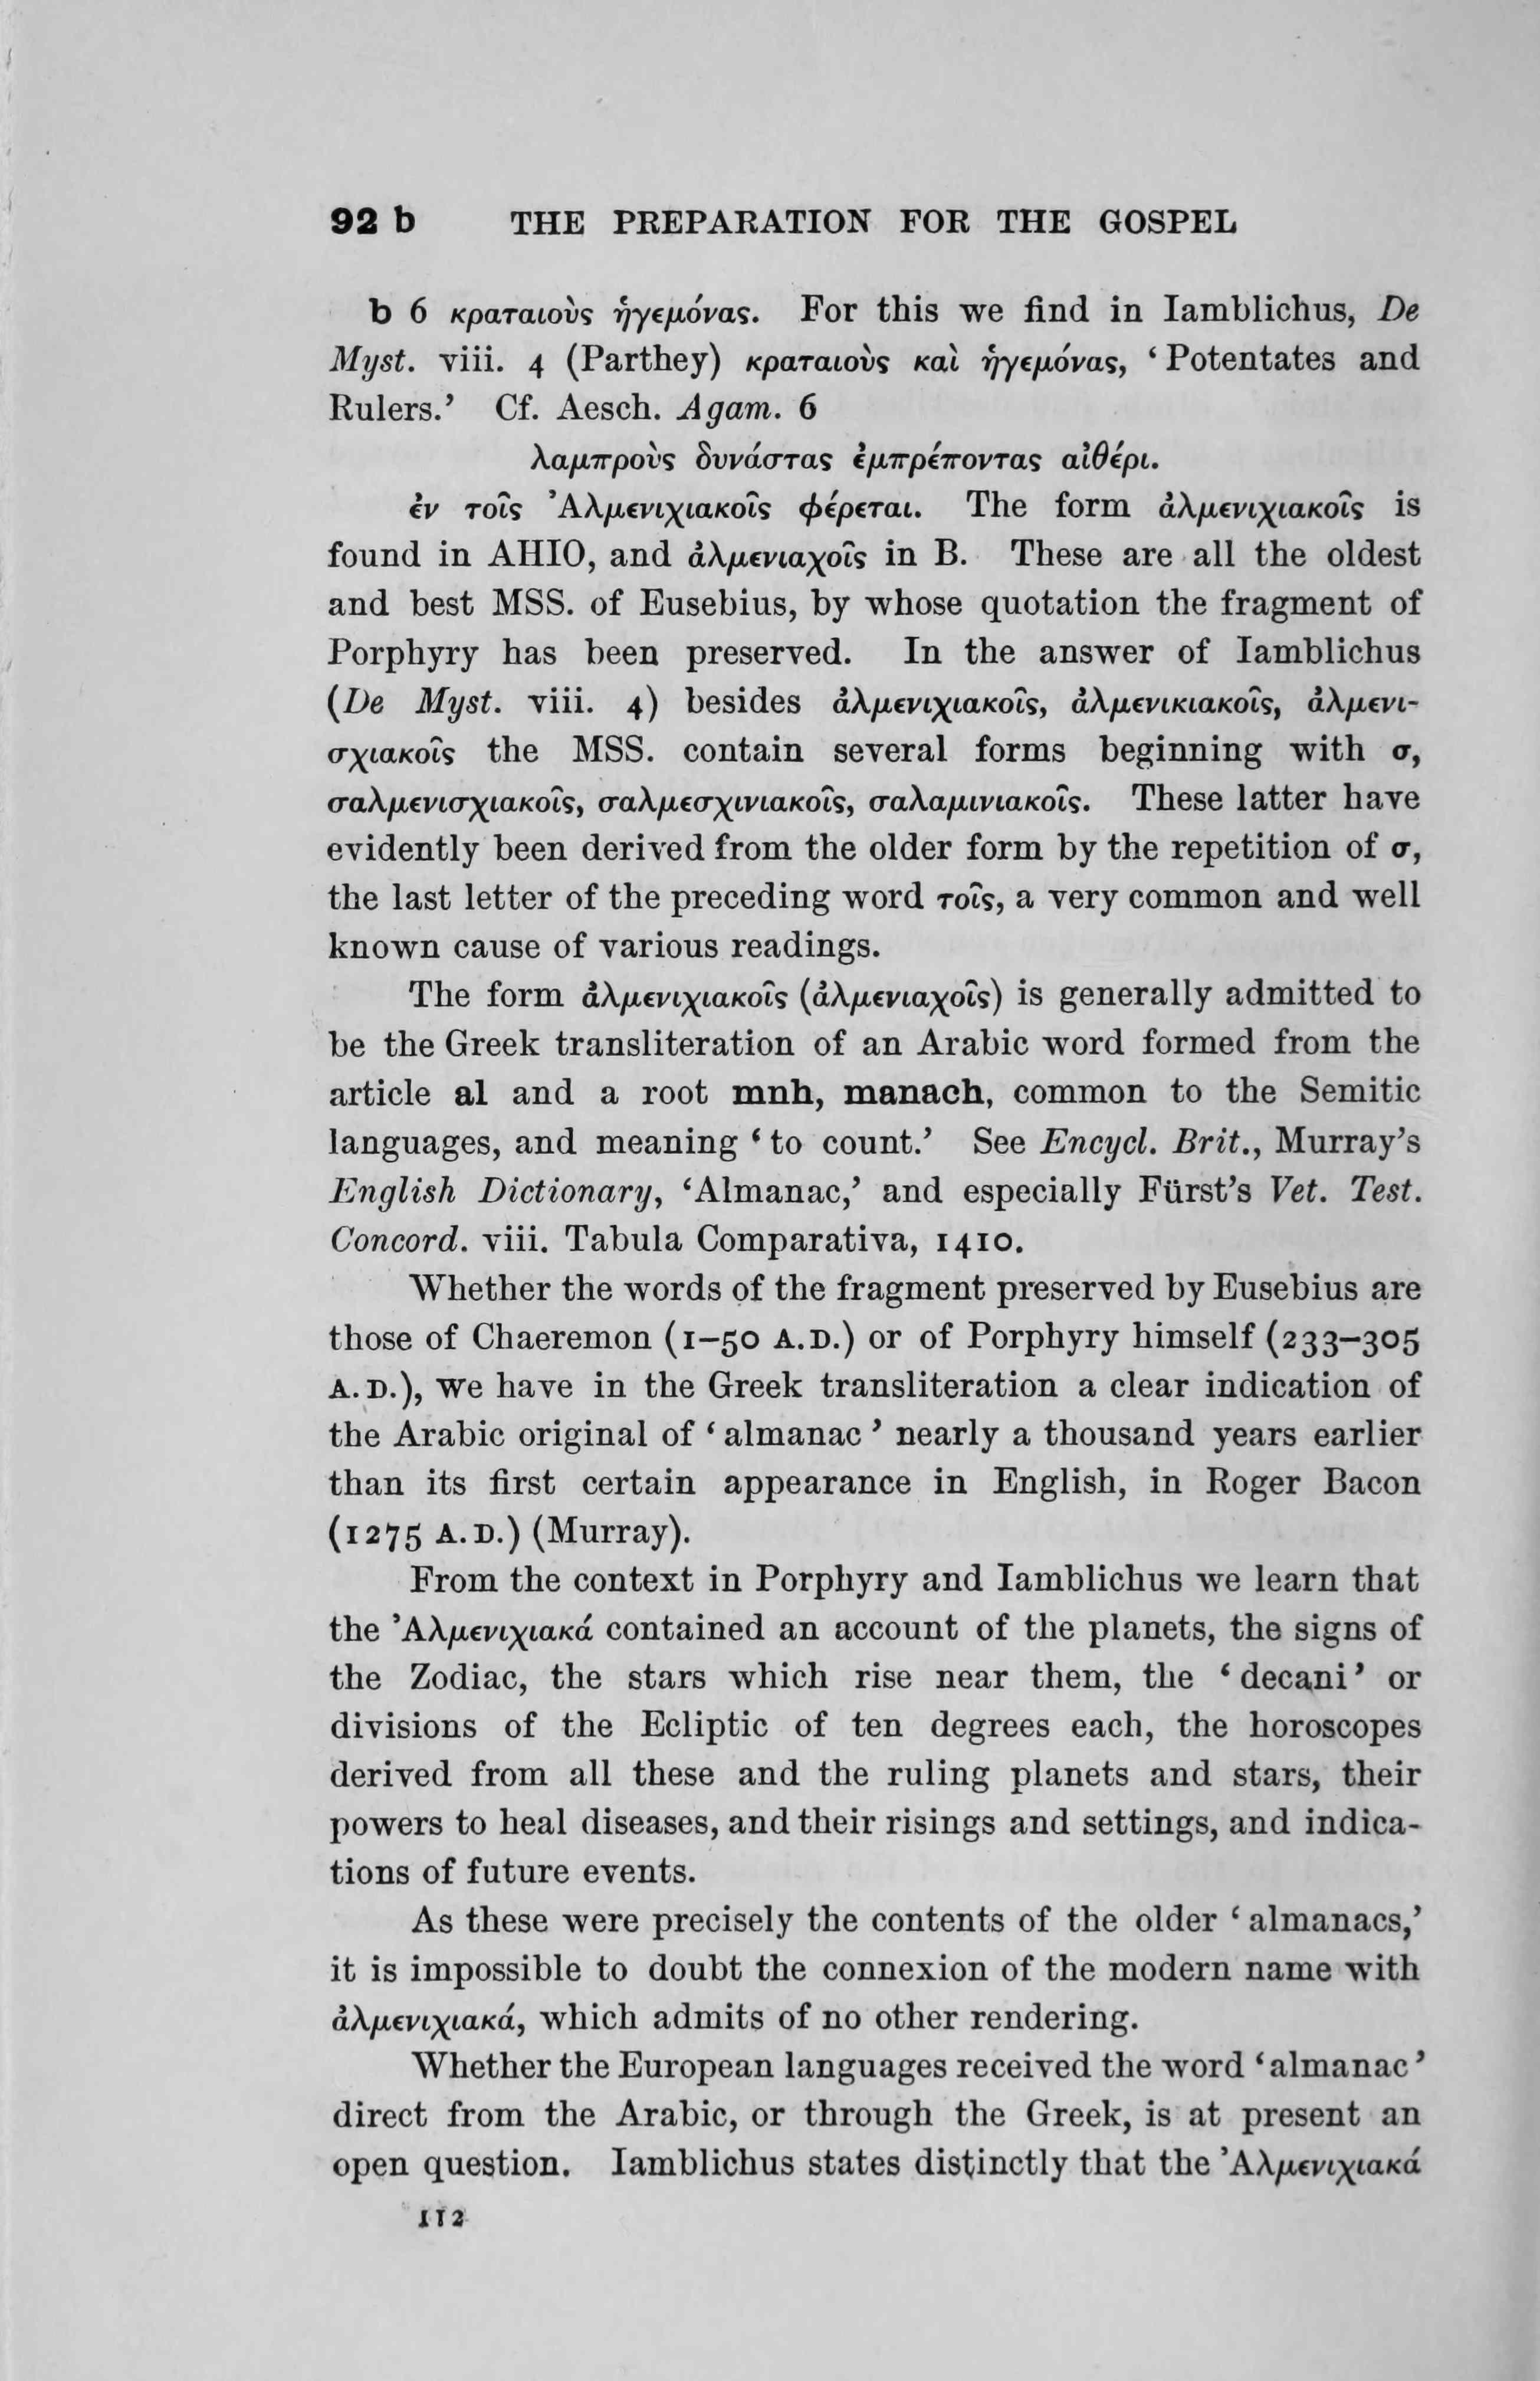 92 b THE PREPARATION FOR THE GOSPEL
b 6 κραταιοὺς ἡγεμόνας. For this we find in Iamblichus, De
Myst. viii. 4 (Parthey) κραταιοὺς καὶ ἡγεμόνας, ‘Potentates and
Rulers.’ Cf. Aesch. Agam. 6
λαμπροὺς δυνάστας ἐμπρέποντας αἰθέρι.
ἐν τοῖς Ἀλμενιχιακοῖς φέρεται. The form ἀλμενιχιακοῖς is
found in AHIO, and ἀλμενιαχοῖς in B. These are all the oldest
and best MSS. of Eusebius, by whose quotation the fragment of
Porphyry has been preserved. In the answer of Iamblichus
(De Myst. viii. 4) besides ἀλμενιχιακοῖς, ἀλμενικιακοῖς, ἀλμενι-
σχιακοῖς the MSS. contain several forms beginning with σ,
σαλμενισχιακοῖς, σαλμεσχινιακοῖς, σαλαμινιακοῖς. These latter have
evidently been derived from the older form by the repetition of σ,
the last letter of the preceding word τοῖς, a very common and well
known cause of various readings.
The form ἀλμενιχιακοῖς (ἀλμενιαχοῖς) is generally admitted to
be the Greek transliteration of an Arabic word formed from the
article al and a root mnh, manach, common to the Semitic
languages, and meaning ‘to count.’ See Encycl. Brit., Murray’s
English Dictionary, ‘Almanac,’ and especially Fürst’s Vet. Test.
Concord. viii. Tabula Comparativa, 1410.
Whether the words of the fragment preserved by Eusebius are
those of Chaeremon (1–50 A.D.) or of Porphyry himself (233–305
A.D.), we have in the Greek transliteration a clear indication of
the Arabic original of ‘almanac’ nearly a thousand years earlier
than its first certain appearance in English, in Roger Bacon
(1275 A.D.) (Murray).
From the context in Porphyry and Iamblichus we learn that
the Ἀλμενιχιακά contained an account of the planets, the signs of
the Zodiac, the stars which rise near them, the ‘decani’ or
divisions of the Ecliptic of ten degrees each, the horoscopes
derived from all these and the ruling planets and stars, their
powers to heal diseases, and their risings and settings, and indica-
tions of future events.
As these were precisely the contents of the older ‘almanacs,’
it is impossible to doubt the connexion of the modern name with
ἀλμενιχιακά, which admits of no other rendering.
Whether the European languages received the word ‘almanac’
direct from the Arabic, or through the Greek, is at present an
open question. Iamblichus states distinctly that the Ἀλμενιχιακά
112